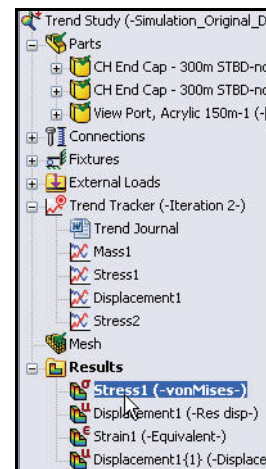 Trend Study (-Simulation_Original_D
Parts
CH End Cap - 300m STBD-no
CH End Cap - 300m STBD-no
View Port, Acrylic 150m-1 (-[
Connections
Fixtures
External Loads
Trend Tracker (-Iteration 2-)
Trend Journal
Mass1
Stress1
Displacement1
Stress2
Mesh
Results
Stress1 (-vonMises-)
Displacement1 (-Res disp-)
Strain1 (-Equivalent-)
Displacement1{1} (-Displace